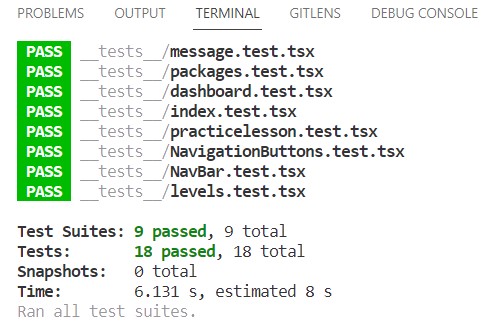 PROBLEMS OUTPUT TERMINAL GITLENS DEBUG CONSOLE
PASS __tests__/message.test.tsx
PASS __tests__/packages.test.tsx
PASS __tests__/dashboard.test.tsx
PASS __tests__/index.test.tsx
PASS __tests__/practicelesson.test.tsx
PASS __tests__/NavigationButtons.test.tsx
PASS __tests__/NavBar.test.tsx
PASS __tests__/levels.test.tsx
Test Suites: 9 passed, 9 total
Tests: 18 passed, 18 total
Snapshots: 0 total
Time: 6.131 s, estimated 8 s
Ran all test suites.